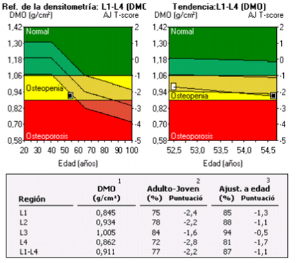 Ref. de la densitometría: L1-L4 (DMO)
DMO (g/cm²) AJ T-score
1,42 2
1,30 1
1,18 0
1,06 -1
0,94 -2
0,82 -3
0,70 -4
0,58 -5
Normal
Osteopenia
Osteoporosis
20 30 40 50 60 70 80 90 100
Edad (años)
Tendencia:L1-L4 (DMO)
DMO (g/cm²) AJ T-score
1,42 2
1,30 1
1,18 0
1,06 -1
0,94 -2
0,82 -3
0,70 -4
0,58 -5
Normal
Osteopenia
Osteoporosis
52,5 53,0 53,5 54,0 54,5
Edad (años)
1 2 3
DMO Adulto-Joven Ajust. a edad
Región (g/cm²) (%) Puntuació (%) Puntuació
L1 0,845 75 -2,4 85 -1,3
L2 0,934 78 -2,2 88 -1,1
L3 1,005 84 -1,6 94 -0,5
L4 0,862 72 -2,8 81 -1,7
L1-L4 0,911 77 -2,2 87 -1,1